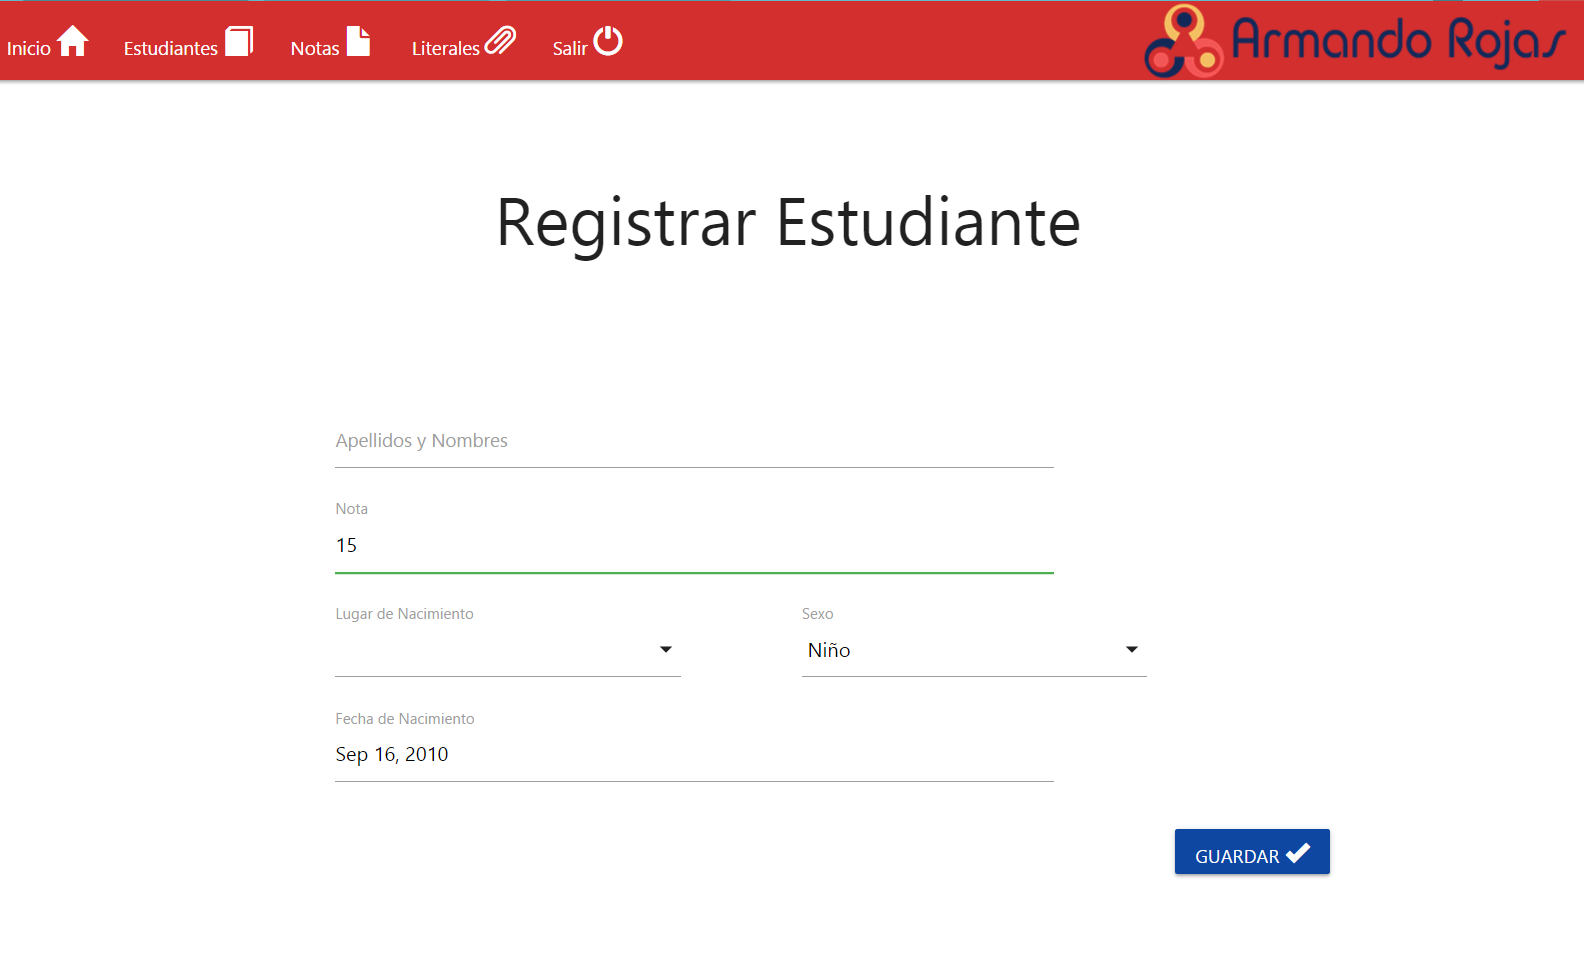 Inicio Estudiantes Notas Literales Salir Armando Rojas
Registrar Estudiante
Apellidos y Nombres
Nota
15
Lugar de Nacimiento Sexo
Niño
Fecha de Nacimiento
Sep 16, 2010
GUARDAR